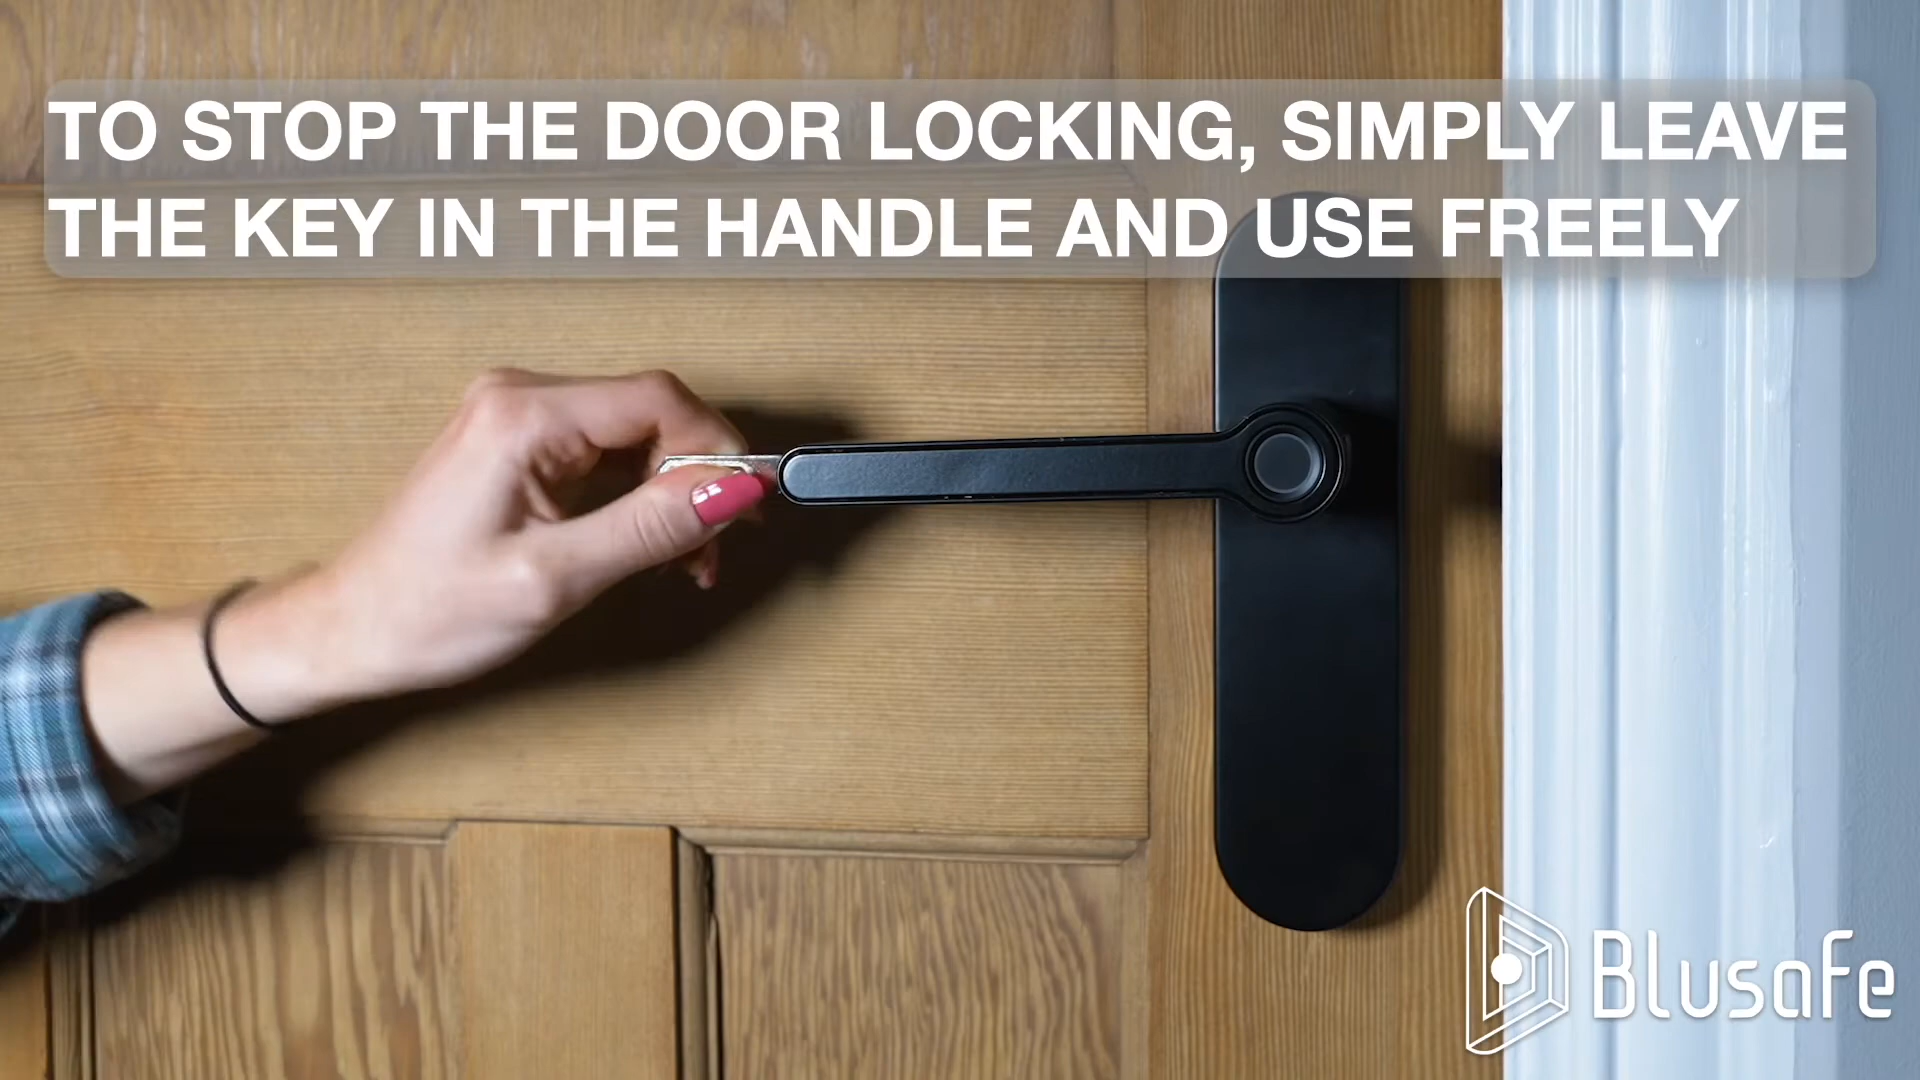 TO STOP THE DOOR LOCKING, SIMPLY LEAVE
THE KEY IN THE HANDLE AND USE FREELY
Blusafe